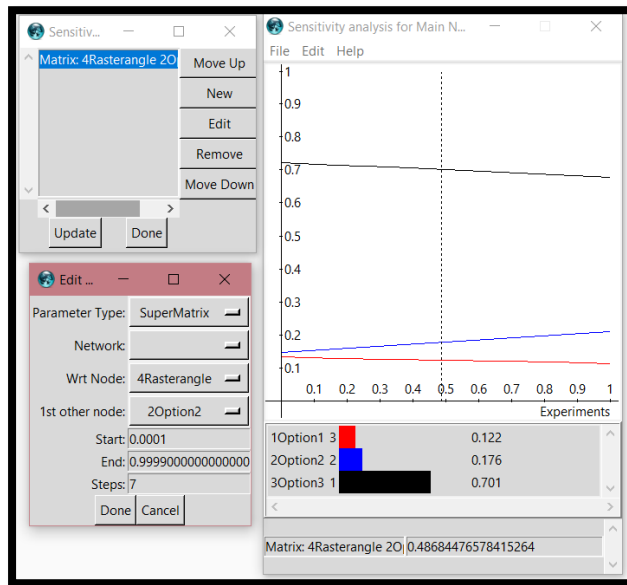 Sensitiv...
Matrix: 4Rasterangle 2O
Move Up
New
Edit
Remove
Move Down
Update Done
Edit ...
Parameter Type: SuperMatrix
Network:
Wrt Node: 4Rasterangle
1st other node: 2Option2
Start: 0.0001
End: 0.9999000000000000
Steps: 7
Done Cancel
Sensitivity analysis for Main N...
File Edit Help
1
0.9
0.8
0.7
0.6
0.5
0.4
0.3
0.2
0.1
0.1 0.2 0.3 0.4 0.5 0.6 0.7 0.8 0.9 1
Experiments
1Option1 3 0.122
2Option2 2 0.176
3Option3 1 0.701
Matrix: 4Rasterangle 2O 0.48684476578415264